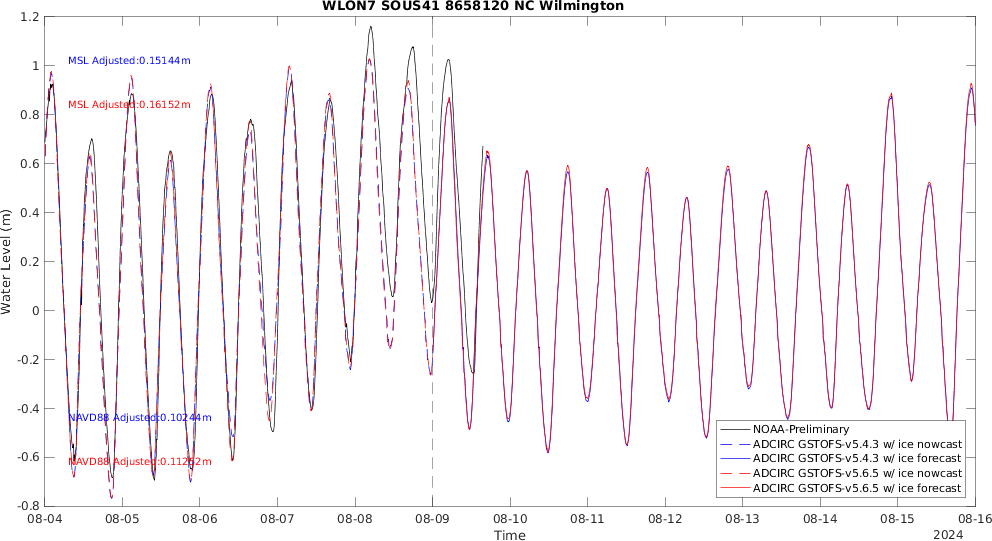 WLON7 SOUS41 8658120 NC Wilmington
1.2
1
0.8
0.6
0.4
0.2
0
-0.2
-0.4
-0.6
-0.8
Water Level (m)
MSL Adjusted:0.15144m
MSL Adjusted:0.16152m
NAVD88 Adjusted:0.10244m
NAVD88 Adjusted:0.11252m
NOAA-Preliminary
ADCIRC GSTOFS-v5.4.3 w/ ice nowcast
ADCIRC GSTOFS-v5.4.3 w/ ice forecast
ADCIRC GSTOFS-v5.6.5 w/ ice nowcast
ADCIRC GSTOFS-v5.6.5 w/ ice forecast
08-04 08-05 08-06 08-07 08-08 08-09 08-10 08-11 08-12 08-13 08-14 08-15 08-16
Time
2024